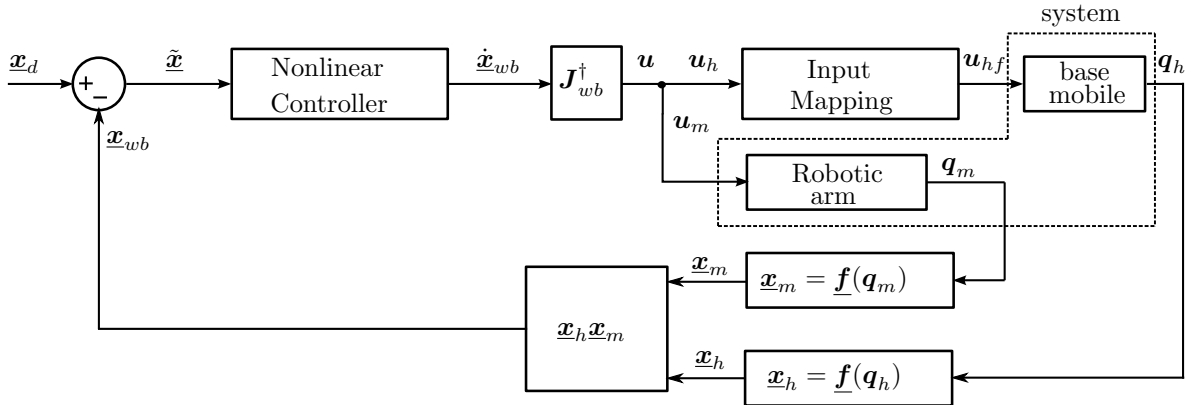 system
x_d
+
−
x̃
Nonlinear
Controller
ẋ_wb
J†_wb
u
u_h
Input
Mapping
u_hf
base
mobile
q_h
u_m
x_wb
Robotic
arm
q_m
x_m
x_m = f(q_m)
x_h x_m
x_h
x_h = f(q_h)